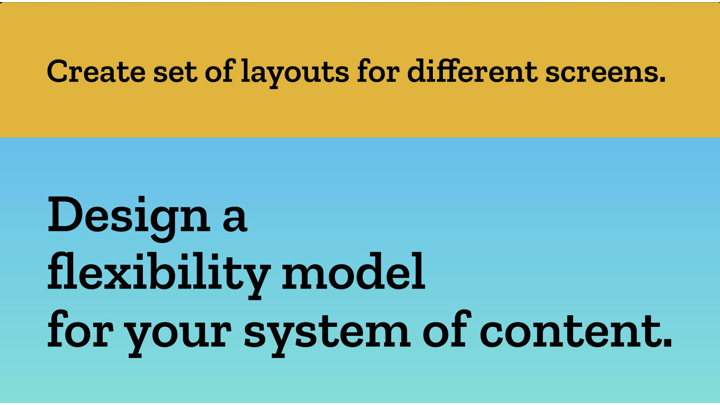 Create set of layouts for different screens.
Design a
flexibility model
for your system of content.